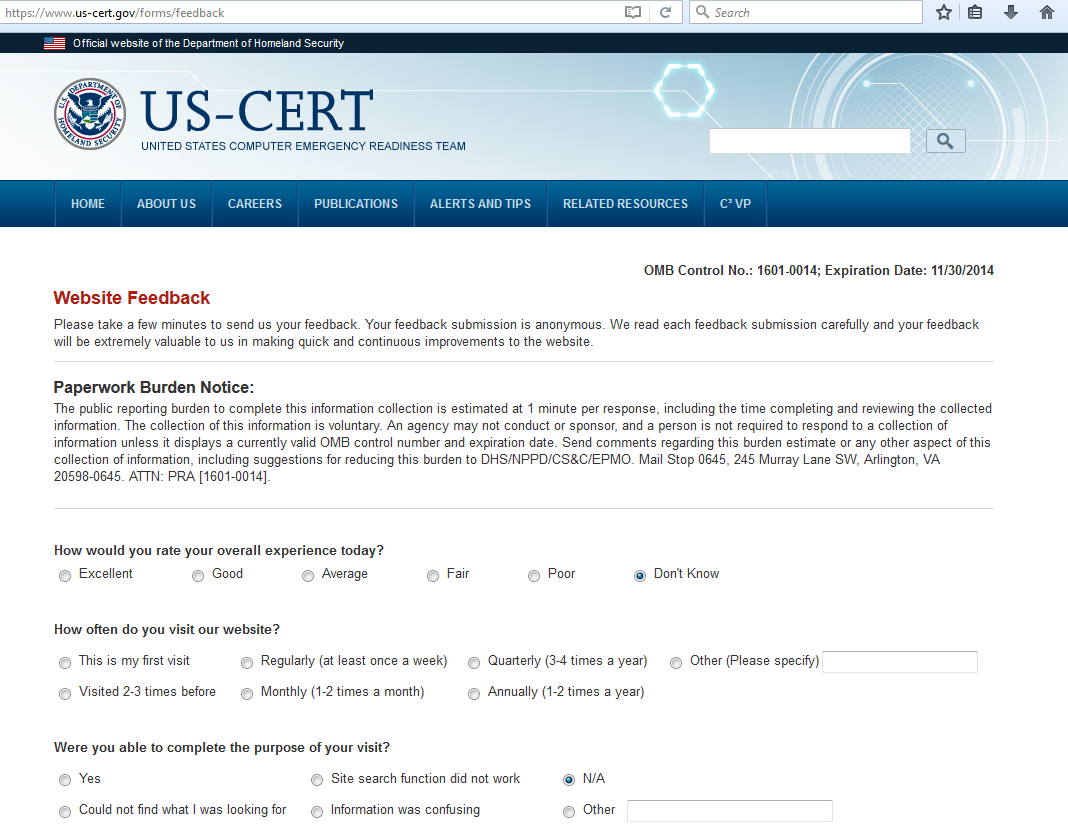 https://www.us-cert.gov/forms/feedback
Search
Official website of the Department of Homeland Security
U.S. DEPARTMENT OF HOMELAND SECURITY
US-CERT
UNITED STATES COMPUTER EMERGENCY READINESS TEAM
HOME ABOUT US CAREERS PUBLICATIONS ALERTS AND TIPS RELATED RESOURCES C³ VP
OMB Control No.: 1601-0014; Expiration Date: 11/30/2014
Website Feedback
Please take a few minutes to send us your feedback. Your feedback submission is anonymous. We read each feedback submission carefully and your feedback
will be extremely valuable to us in making quick and continuous improvements to the website.
Paperwork Burden Notice:
The public reporting burden to complete this information collection is estimated at 1 minute per response, including the time completing and reviewing the collected
information. The collection of this information is voluntary. An agency may not conduct or sponsor, and a person is not required to respond to a collection of
information unless it displays a currently valid OMB control number and expiration date. Send comments regarding this burden estimate or any other aspect of this
collection of information, including suggestions for reducing this burden to DHS/NPPD/CS&C/EPMO. Mail Stop 0645, 245 Murray Lane SW, Arlington, VA
20598-0645. ATTN: PRA [1601-0014].
How would you rate your overall experience today?
Excellent Good Average Fair Poor Don't Know
How often do you visit our website?
This is my first visit Regularly (at least once a week) Quarterly (3-4 times a year) Other (Please specify)
Visited 2-3 times before Monthly (1-2 times a month) Annually (1-2 times a year)
Were you able to complete the purpose of your visit?
Yes Site search function did not work N/A
Could not find what I was looking for Information was confusing Other